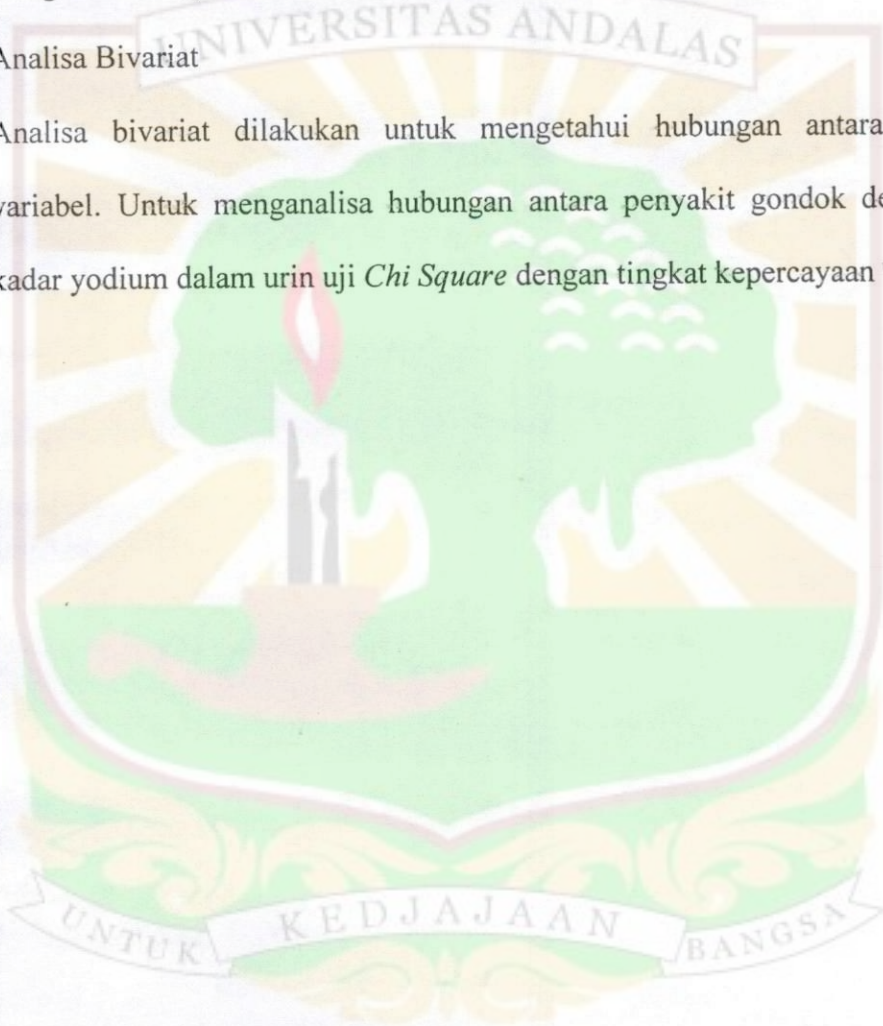 UNIVERSITAS ANDALAS
Analisa Bivariat
Analisa bivariat dilakukan untuk mengetahui hubungan antara
variabel. Untuk menganalisa hubungan antara penyakit gondok
kadar yodium dalam urin uji Chi Square dengan tingkat kepercayaan
UNTUK KEDJAJAAN BANGSA